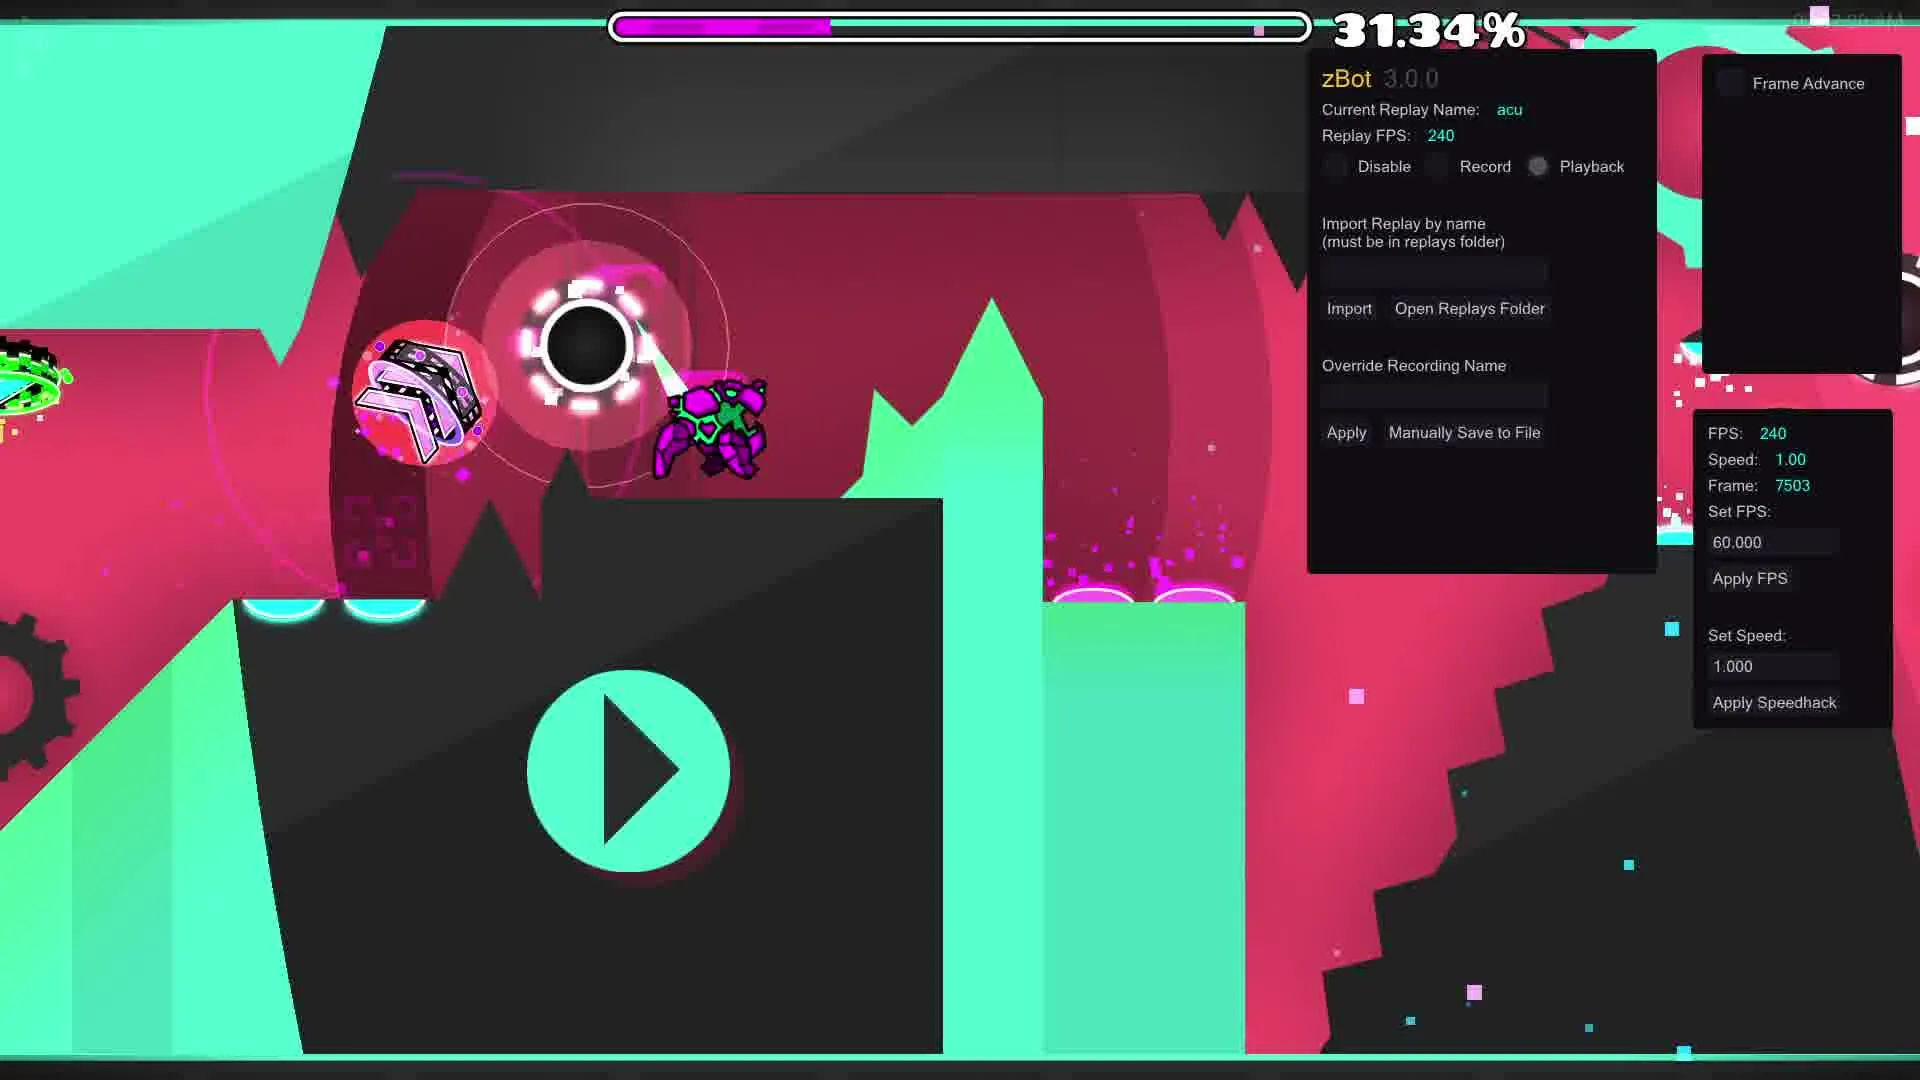 31.34%
zBot 3.0.0
Current Replay Name: acu
Replay FPS: 240
Disable Record Playback
Import Replay by name
(must be in replays folder)
Import Open Replays Folder
Override Recording Name
Apply Manually Save to File
Frame Advance
FPS: 240
Speed: 1.00
Frame: 7503
Set FPS:
60.000
Apply FPS
Set Speed:
1.000
Apply Speedhack